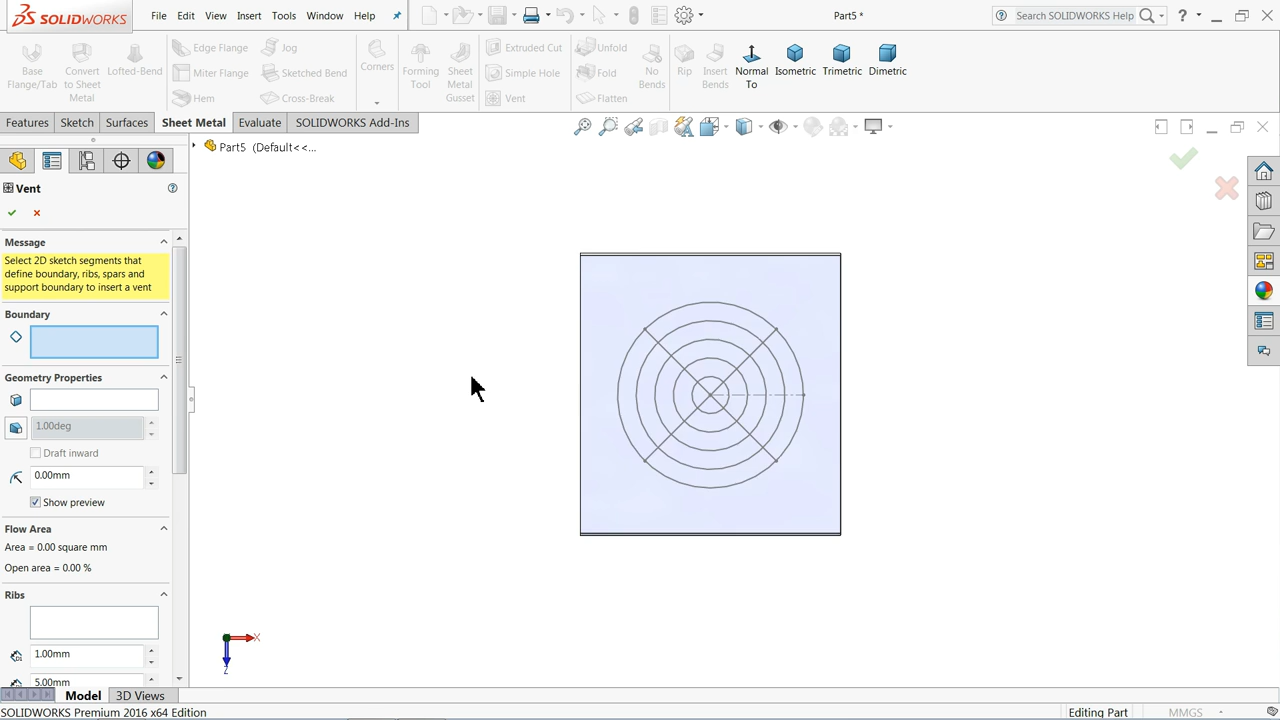 SOLIDWORKS
File Edit View Insert Tools Window Help
Part5 *
Search SOLIDWORKS Help
?
Base Flange/Tab
Convert to Sheet Metal
Lofted-Bend
Edge Flange
Miter Flange
Hem
Jog
Sketched Bend
Cross-Break
Corners
Forming Tool
Sheet Metal Gusset
Extruded Cut
Simple Hole
Vent
Unfold
Fold
Flatten
No Bends
Rip
Insert Bends
Normal To
Isometric
Trimetric
Dimetric
Features Sketch Surfaces Sheet Metal Evaluate SOLIDWORKS Add-Ins
Part5 (Default<<...
Vent
Message
Select 2D sketch segments that
define boundary, ribs, spars and
support boundary to insert a vent
Boundary
Geometry Properties
1.00deg
Draft inward
0.00mm
Show preview
Flow Area
Area = 0.00 square mm
Open area = 0.00 %
Ribs
1.00mm
5.00mm
X
Z
Model 3D Views
SOLIDWORKS Premium 2016 x64 Edition
Editing Part
MMGS